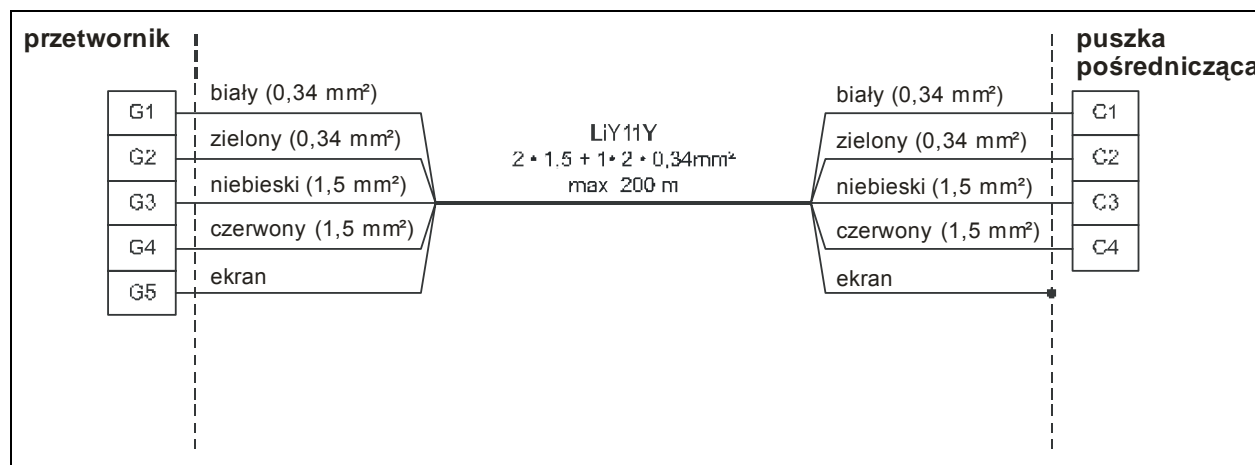 przetwornik
puszka
pośrednicząca
G1
biały (0,34 mm²)
biały (0,34 mm²)
C1
G2
zielony (0,34 mm²)
LiY11Y
zielony (0,34 mm²)
C2
2 • 1.5 + 1• 2 • 0,34mm²
G3
niebieski (1,5 mm²)
max 200 m
niebieski (1,5 mm²)
C3
G4
czerwony (1,5 mm²)
czerwony (1,5 mm²)
C4
G5
ekran
ekran